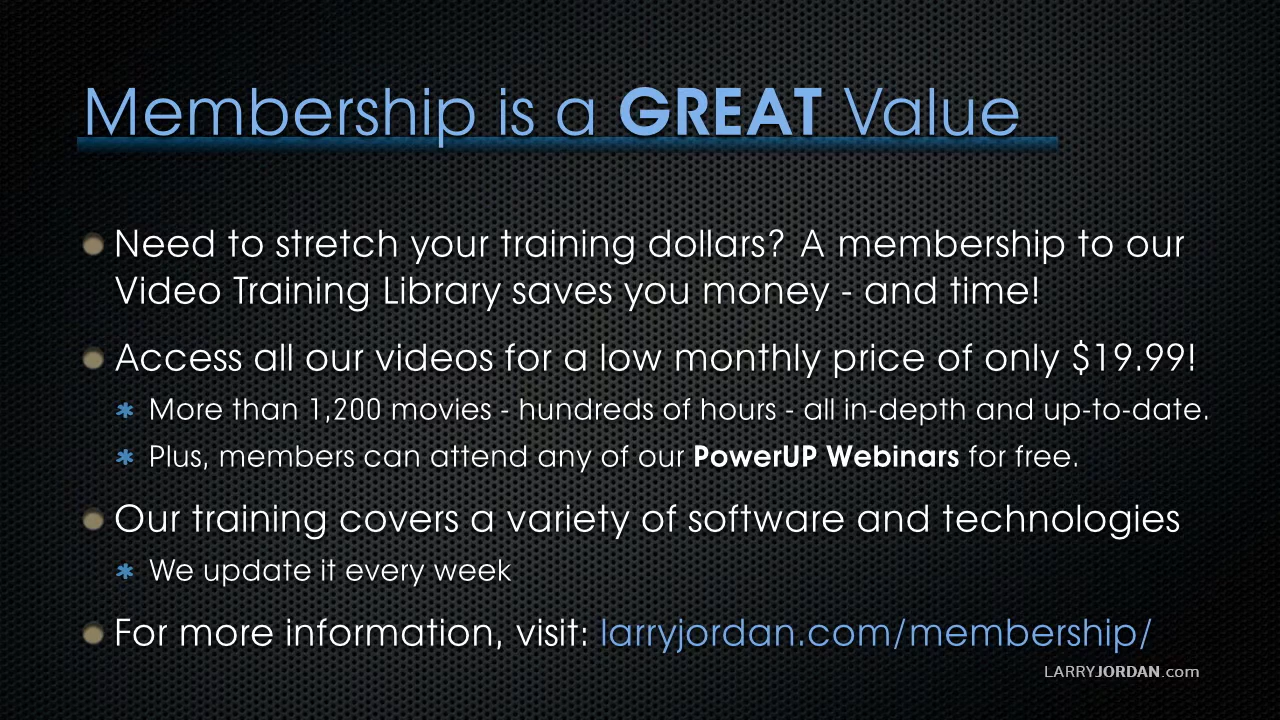 Membership is a GREAT Value
Need to stretch your training dollars? A membership to our
Video Training Library saves you money - and time!
Access all our videos for a low monthly price of only $19.99!
More than 1,200 movies - hundreds of hours - all in-depth and up-to-date.
Plus, members can attend any of our PowerUP Webinars for free.
Our training covers a variety of software and technologies
We update it every week
For more information, visit: larryjordan.com/membership/
LARRYJORDAN.com